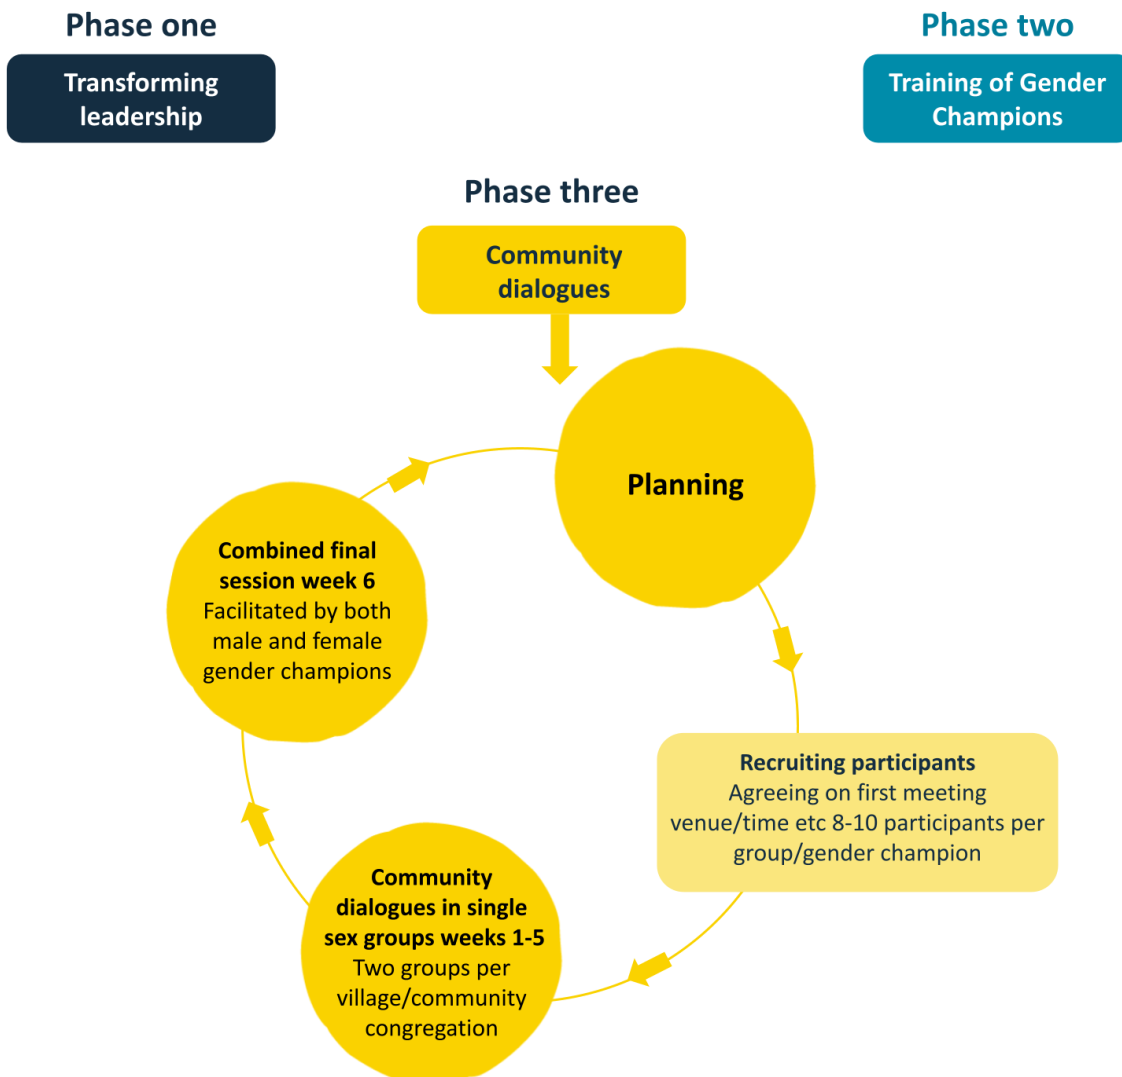 Phase one
Transforming
leadership
Phase two
Training of Gender
Champions
Phase three
Community
dialogues
Planning
Recruiting participants
Agreeing on first meeting
venue/time etc 8-10 participants per
group/gender champion
Community
dialogues in single
sex groups weeks 1-5
Two groups per
village/community
congregation
Combined final
session week 6
Facilitated by both
male and female
gender champions